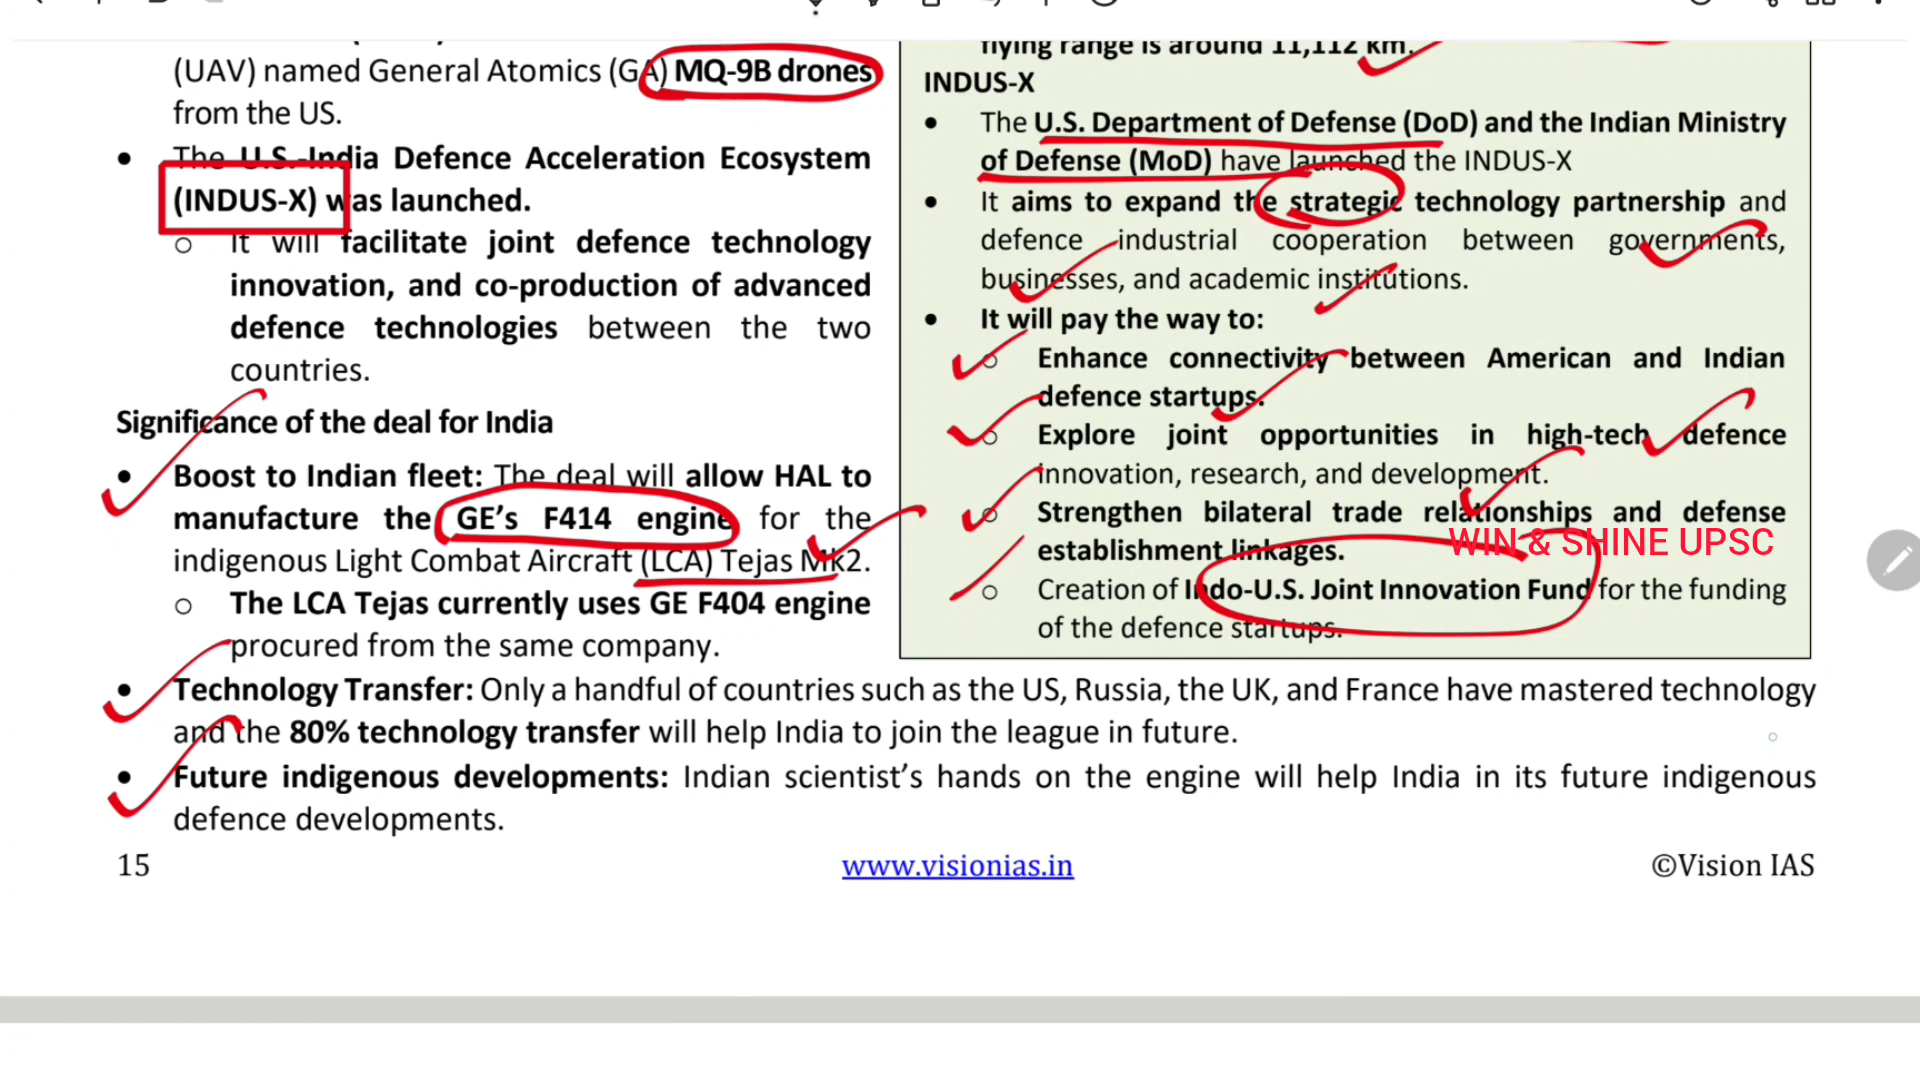 (UAV) named General Atomics (GA) MQ-9B drones
from the US.
• The U.S.-India Defence Acceleration Ecosystem
(INDUS-X) was launched.
o It will facilitate joint defence technology
innovation, and co-production of advanced
defence technologies between the two
countries.
Significance of the deal for India
• Boost to Indian fleet: The deal will allow HAL to
manufacture the GE’s F414 engine for the
indigenous Light Combat Aircraft (LCA) Tejas Mk2.
o The LCA Tejas currently uses GE F404 engine
procured from the same company.
flying range is around 11,112 km.
INDUS-X
• The U.S. Department of Defense (DoD) and the Indian Ministry
of Defense (MoD) have launched the INDUS-X
• It aims to expand the strategic technology partnership and
defence industrial cooperation between governments,
businesses, and academic institutions.
• It will pay the way to:
o Enhance connectivity between American and Indian
defence startups.
o Explore joint opportunities in high-tech defence
innovation, research, and development.
o Strengthen bilateral trade relationships and defense
establishment linkages.
WIN & SHINE UPSC
o Creation of Indo-U.S. Joint Innovation Fund for the funding
of the defence startups.
• Technology Transfer: Only a handful of countries such as the US, Russia, the UK, and France have mastered technology
and the 80% technology transfer will help India to join the league in future.
• Future indigenous developments: Indian scientist’s hands on the engine will help India in its future indigenous
defence developments.
15
www.visionias.in
©Vision IAS